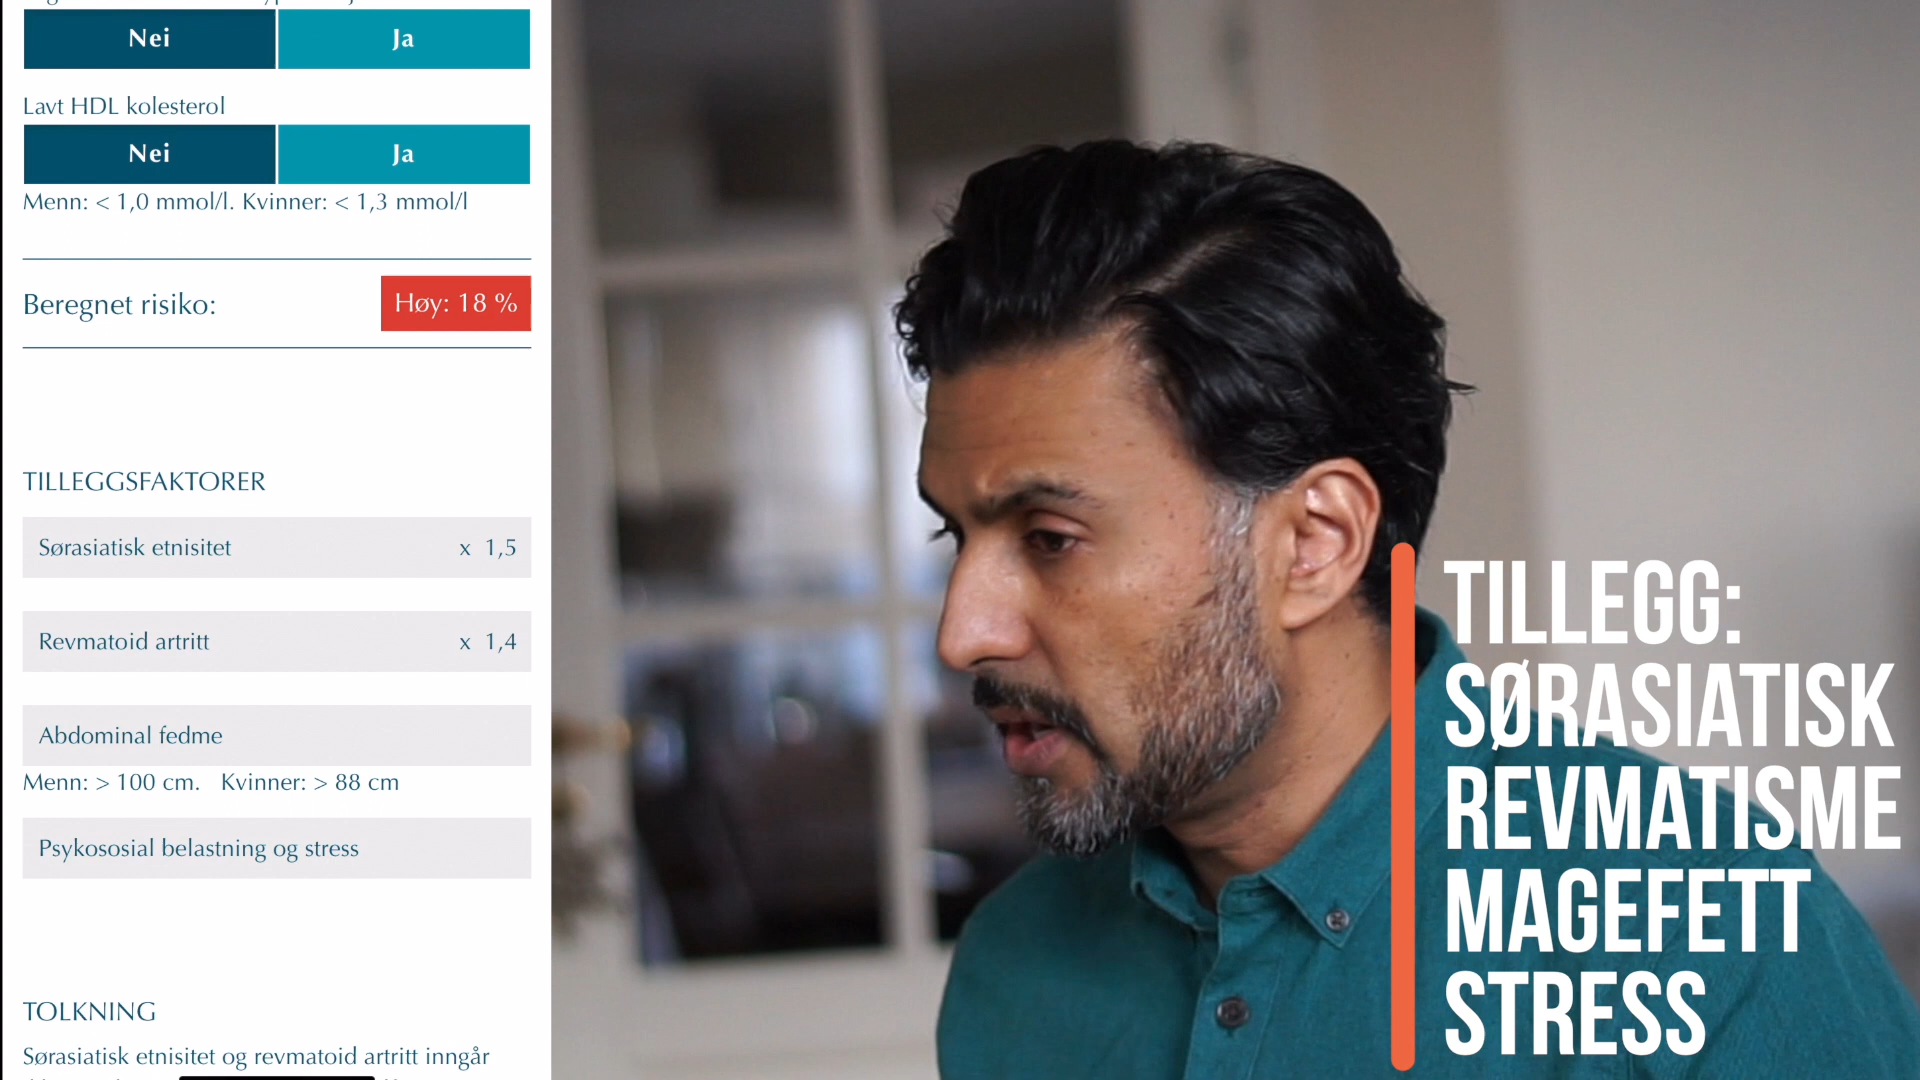 Nei
Ja
Lavt HDL kolesterol
Nei
Ja
Menn: < 1,0 mmol/l. Kvinner: < 1,3 mmol/l
Beregnet risiko:
Høy: 18 %
TILLEGGSFAKTORER
Sørasiatisk etnisitet x 1,5
Revmatoid artritt x 1,4
Abdominal fedme
Menn: > 100 cm. Kvinner: > 88 cm
Psykososial belastning og stress
TOLKNING
Sørasiatisk etnisitet og revmatoid artritt inngår
TILLEGG:
SØRASIATISK
REVMATISME
MAGEFETT
STRESS